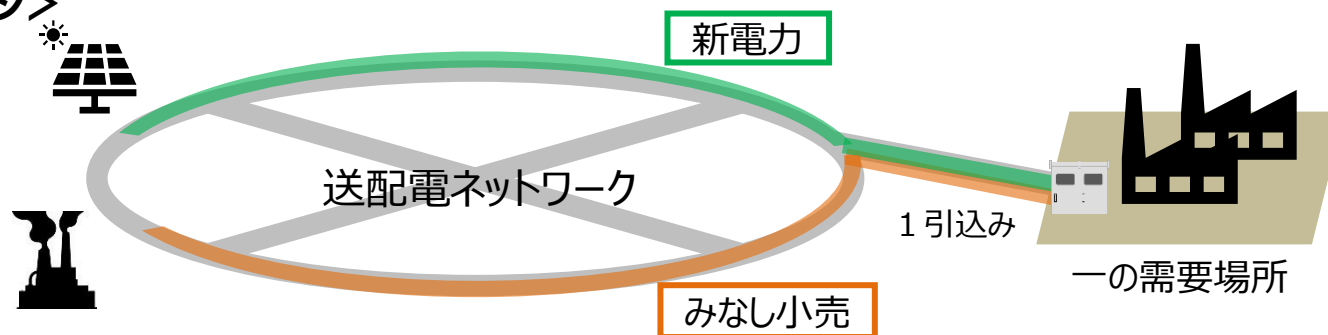 新電力
送配電ネットワーク
1引込み
一の需要場所
みなし小売